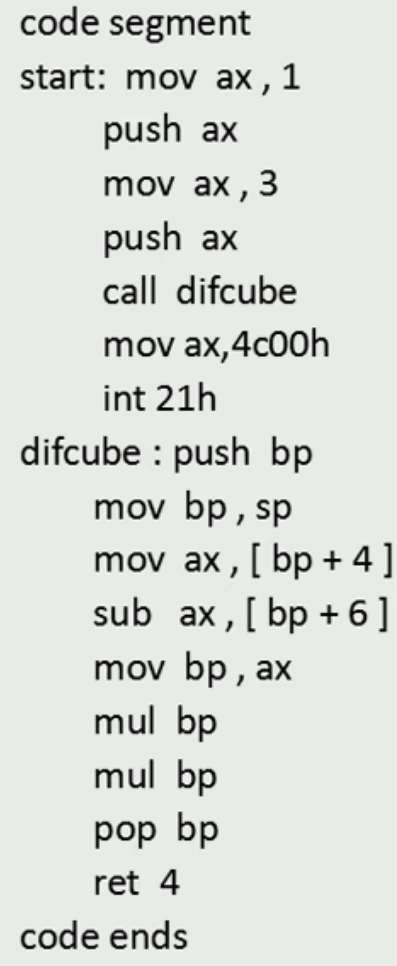 code segment
start: mov ax , 1
push ax
mov ax , 3
push ax
call difcube
mov ax,4c00h
int 21h
difcube : push bp
mov bp , sp
mov ax , [ bp + 4 ]
sub ax , [ bp + 6 ]
mov bp , ax
mul bp
mul bp
pop bp
ret 4
code ends